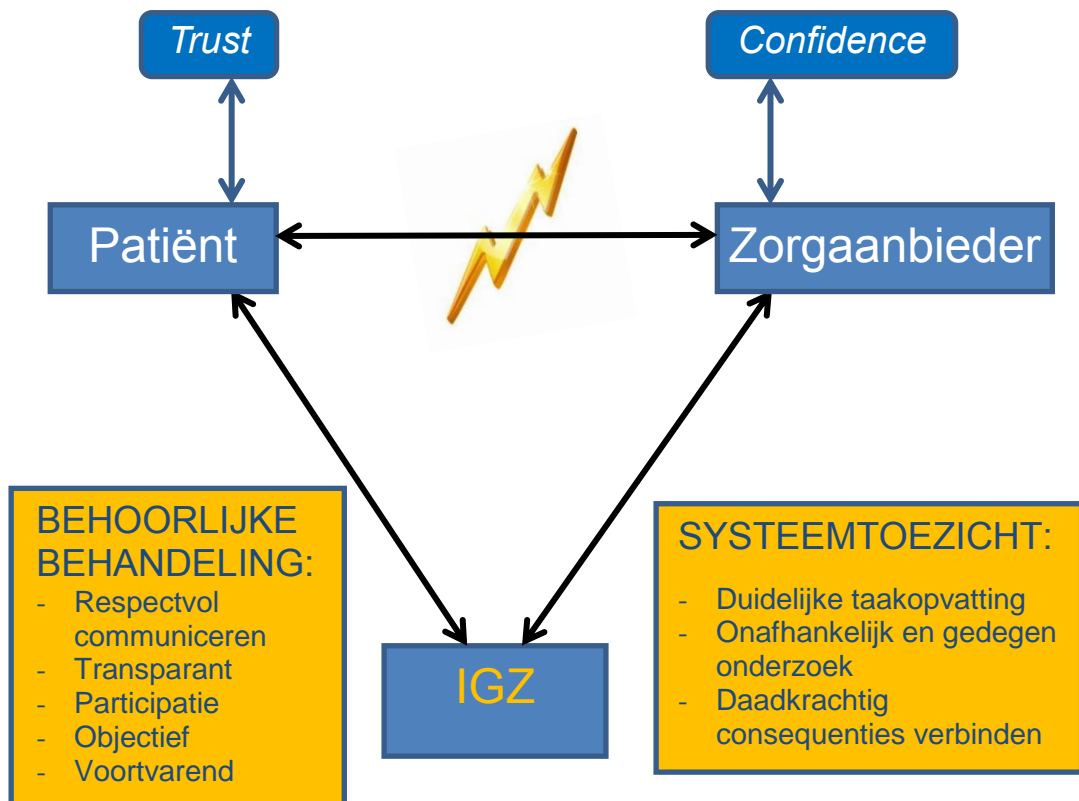 Trust
Confidence
Patiënt
Zorgaanbieder
BEHOORLIJKE
BEHANDELING:
- Respectvol
communiceren
- Transparant
- Participatie
- Objectief
- Voortvarend
IGZ
SYSTEEMTOEZICHT:
- Duidelijke taakopvatting
- Onafhankelijk en gedegen
onderzoek
- Daadkrachtig
consequenties verbinden